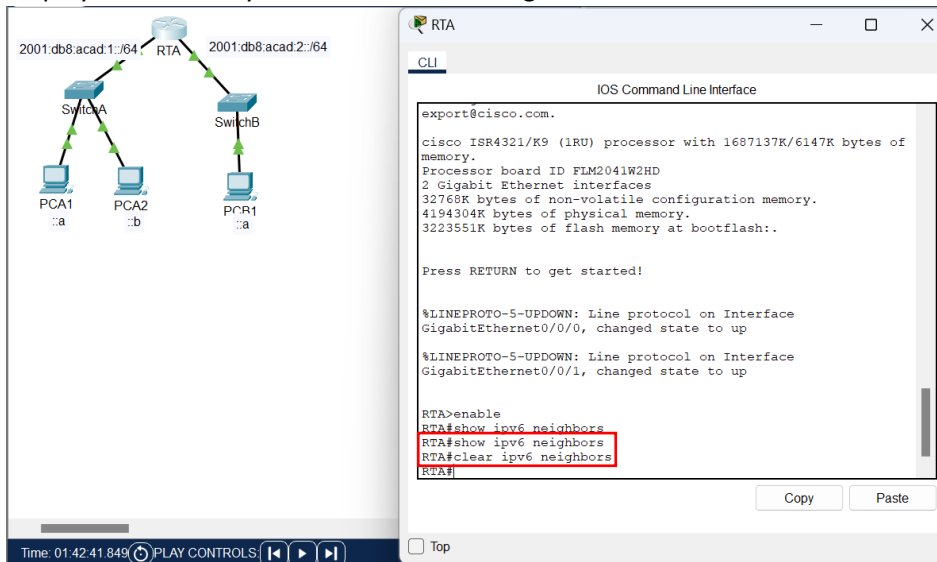 RTA
CLI
IOS Command Line Interface
export@cisco.com.
cisco ISR4321/K9 (1RU) processor with 1687137K/6147K bytes of
memory.
Processor board ID FLM2041W2HD
2 Gigabit Ethernet interfaces
32768K bytes of non-volatile configuration memory.
4194304K bytes of physical memory.
3223551K bytes of flash memory at bootflash:.
Press RETURN to get started!
%LINEPROTO-5-UPDOWN: Line protocol on Interface
GigabitEthernet0/0/0, changed state to up
%LINEPROTO-5-UPDOWN: Line protocol on Interface
GigabitEthernet0/0/1, changed state to up
RTA>enable
RTA#show ipv6 neighbors
RTA#show ipv6 neighbors
RTA#clear ipv6 neighbors
RTA#
Copy
Paste
Top
2001:db8:acad:1::/64
RTA
2001:db8:acad:2::/64
SwitchA
SwitchB
PCA1
::a
PCA2
::b
PCB1
::a
Time: 01:42:41.849
PLAY CONTROLS: